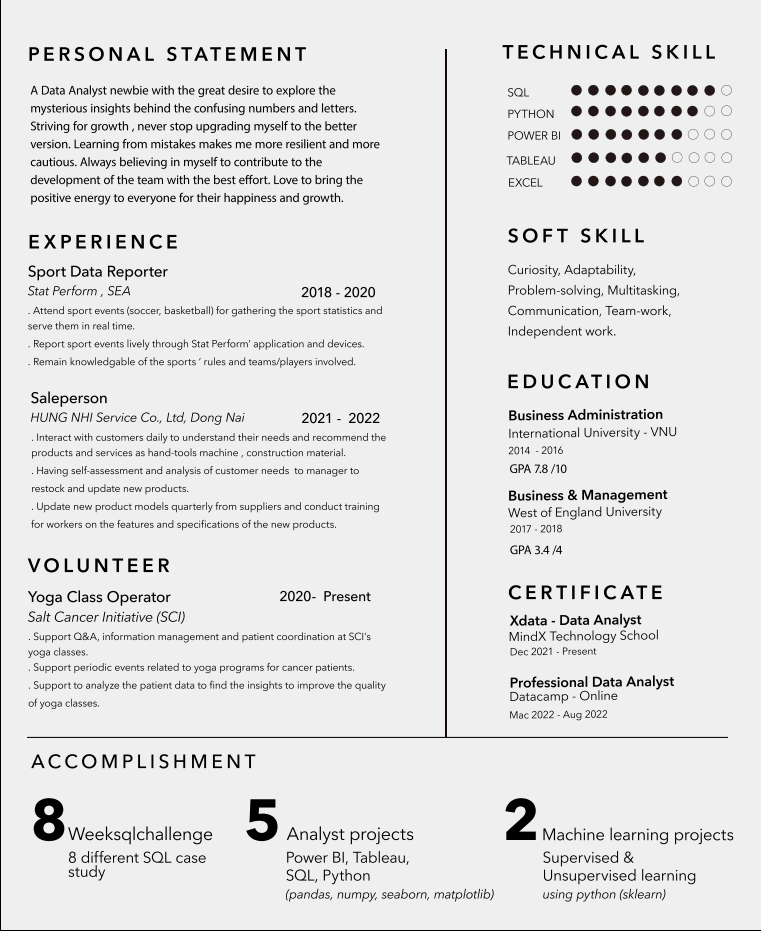 PERSONAL STATEMENT
A Data Analyst newbie with the great desire to explore the
mysterious insights behind the confusing numbers and letters.
Striving for growth , never stop upgrading myself to the better
version. Learning from mistakes makes me more resilient and more
cautious. Always believing in myself to contribute to the
development of the team with the best effort. Love to bring the
positive energy to everyone for their happiness and growth.
EXPERIENCE
Sport Data Reporter
Stat Perform , SEA 2018 - 2020
. Attend sport events (soccer, basketball) for gathering the sport statistics and
serve them in real time.
. Report sport events lively through Stat Perform' application and devices.
. Remain knowledgable of the sports ' rules and teams/players involved.
Saleperson
HUNG NHI Service Co., Ltd, Dong Nai 2021 - 2022
. Interact with customers daily to understand their needs and recommend the
products and services as hand-tools machine , construction material.
. Having self-assessment and analysis of customer needs to manager to
restock and update new products.
. Update new product models quarterly from suppliers and conduct training
for workers on the features and specifications of the new products.
VOLUNTEER
Yoga Class Operator 2020- Present
Salt Cancer Initiative (SCI)
. Support Q&A, information management and patient coordination at SCI's
yoga classes.
. Support periodic events related to yoga programs for cancer patients.
. Support to analyze the patient data to find the insights to improve the quality
of yoga classes.
TECHNICAL SKILL
SQL
PYTHON
POWER BI
TABLEAU
EXCEL
SOFT SKILL
Curiosity, Adaptability,
Problem-solving, Multitasking,
Communication, Team-work,
Independent work.
EDUCATION
Business Administration
International University - VNU
2014 - 2016
GPA 7.8 /10
Business & Management
West of England University
2017 - 2018
GPA 3.4 /4
CERTIFICATE
Xdata - Data Analyst
MindX Technology School
Dec 2021 - Present
Professional Data Analyst
Datacamp - Online
Mac 2022 - Aug 2022
ACCOMPLISHMENT
8 Weeksqlchallenge
8 different SQL case
study
5 Analyst projects
Power BI, Tableau,
SQL, Python
(pandas, numpy, seaborn, matplotlib)
2 Machine learning projects
Supervised &
Unsupervised learning
using python (sklearn)